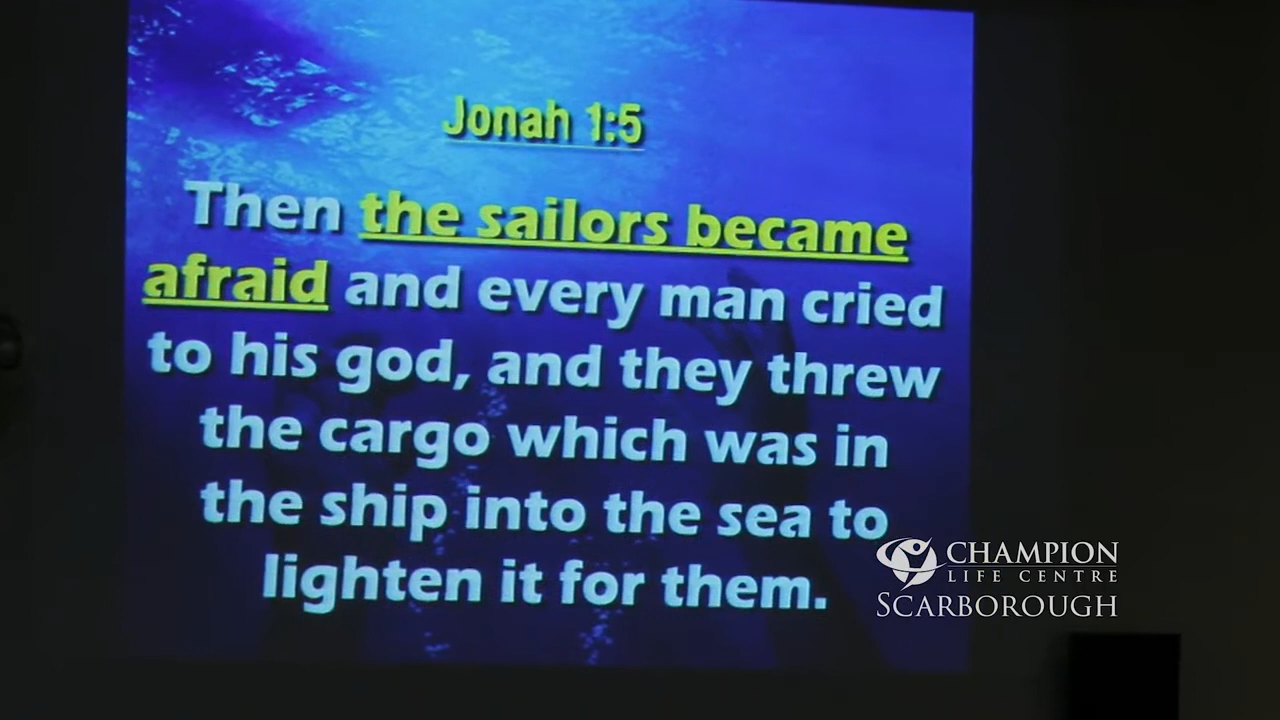 Jonah 1:5
Then the sailors became
afraid and every man cried
to his god, and they threw
the cargo which was in
the ship into the sea to
lighten it for them.
CHAMPION
LIFE CENTRE
SCARBOROUGH